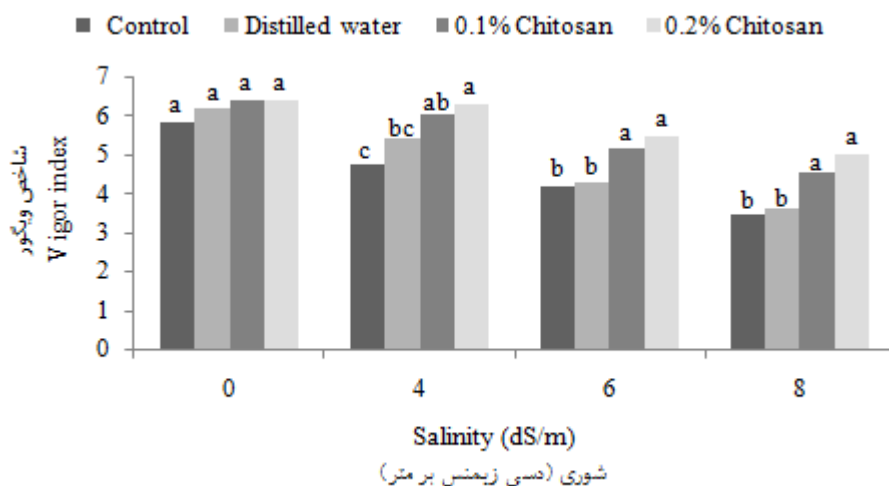 Control Distilled water 0.1% Chitosan 0.2% Chitosan
7
6
5
4
3
2
1
0
شاخص ویگور
Vigor index
a a a a
c bc ab a
b b a a
b b a a
0 4 6 8
Salinity (dS/m)
شوری (دسی زیمنس بر متر)